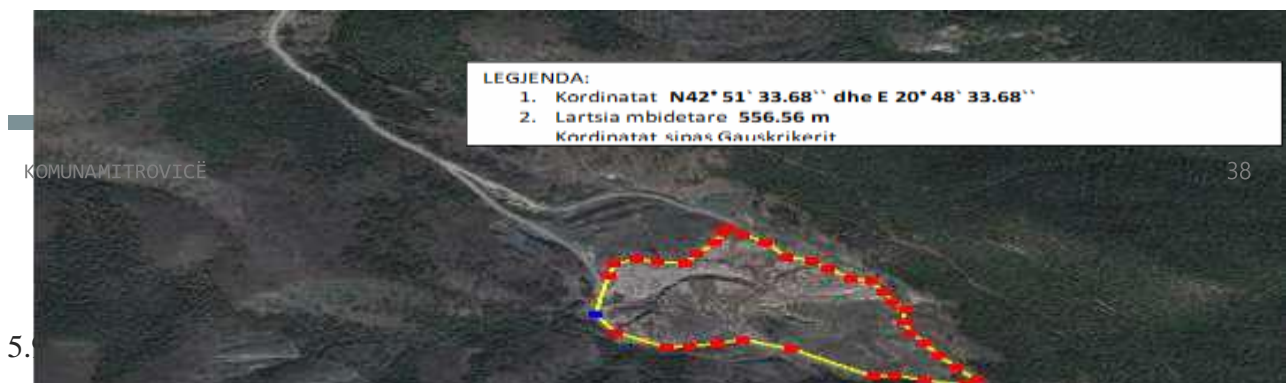 LEGJENDA:
1. Kordinatat N42° 51` 33.68`` dhe E 20° 48` 33.68``
2. Lartsia mbidetare 556.56 m
Kordinatat sipas Gauskrikerit
KOMUNAMITROVICË 38
5.